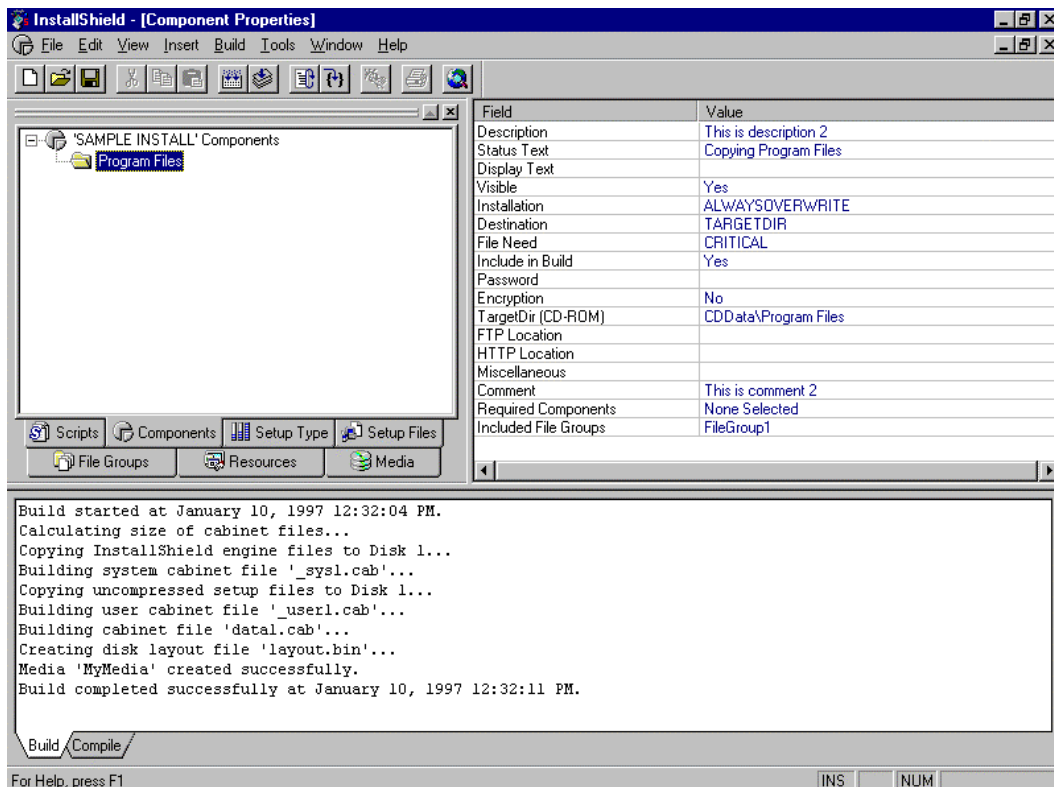 InstallShield - [Component Properties]
File Edit View Insert Build Tools Window Help
'SAMPLE INSTALL' Components
Program Files
Scripts Components Setup Type Setup Files
File Groups Resources Media
Field Value
Description This is description 2
Status Text Copying Program Files
Display Text
Visible Yes
Installation ALWAYSOVERWRITE
Destination TARGETDIR
File Need CRITICAL
Include in Build Yes
Password
Encryption No
TargetDir (CD-ROM) CDData\Program Files
FTP Location
HTTP Location
Miscellaneous
Comment This is comment 2
Required Components None Selected
Included File Groups FileGroup1
Build started at January 10, 1997 12:32:04 PM.
Calculating size of cabinet files...
Copying InstallShield engine files to Disk 1...
Building system cabinet file '_sys1.cab'...
Copying uncompressed setup files to Disk 1...
Building user cabinet file '_user1.cab'...
Building cabinet file 'data1.cab'...
Creating disk layout file 'layout.bin'...
Media 'MyMedia' created successfully.
Build completed successfully at January 10, 1997 12:32:11 PM.
Build Compile
For Help, press F1 INS NUM